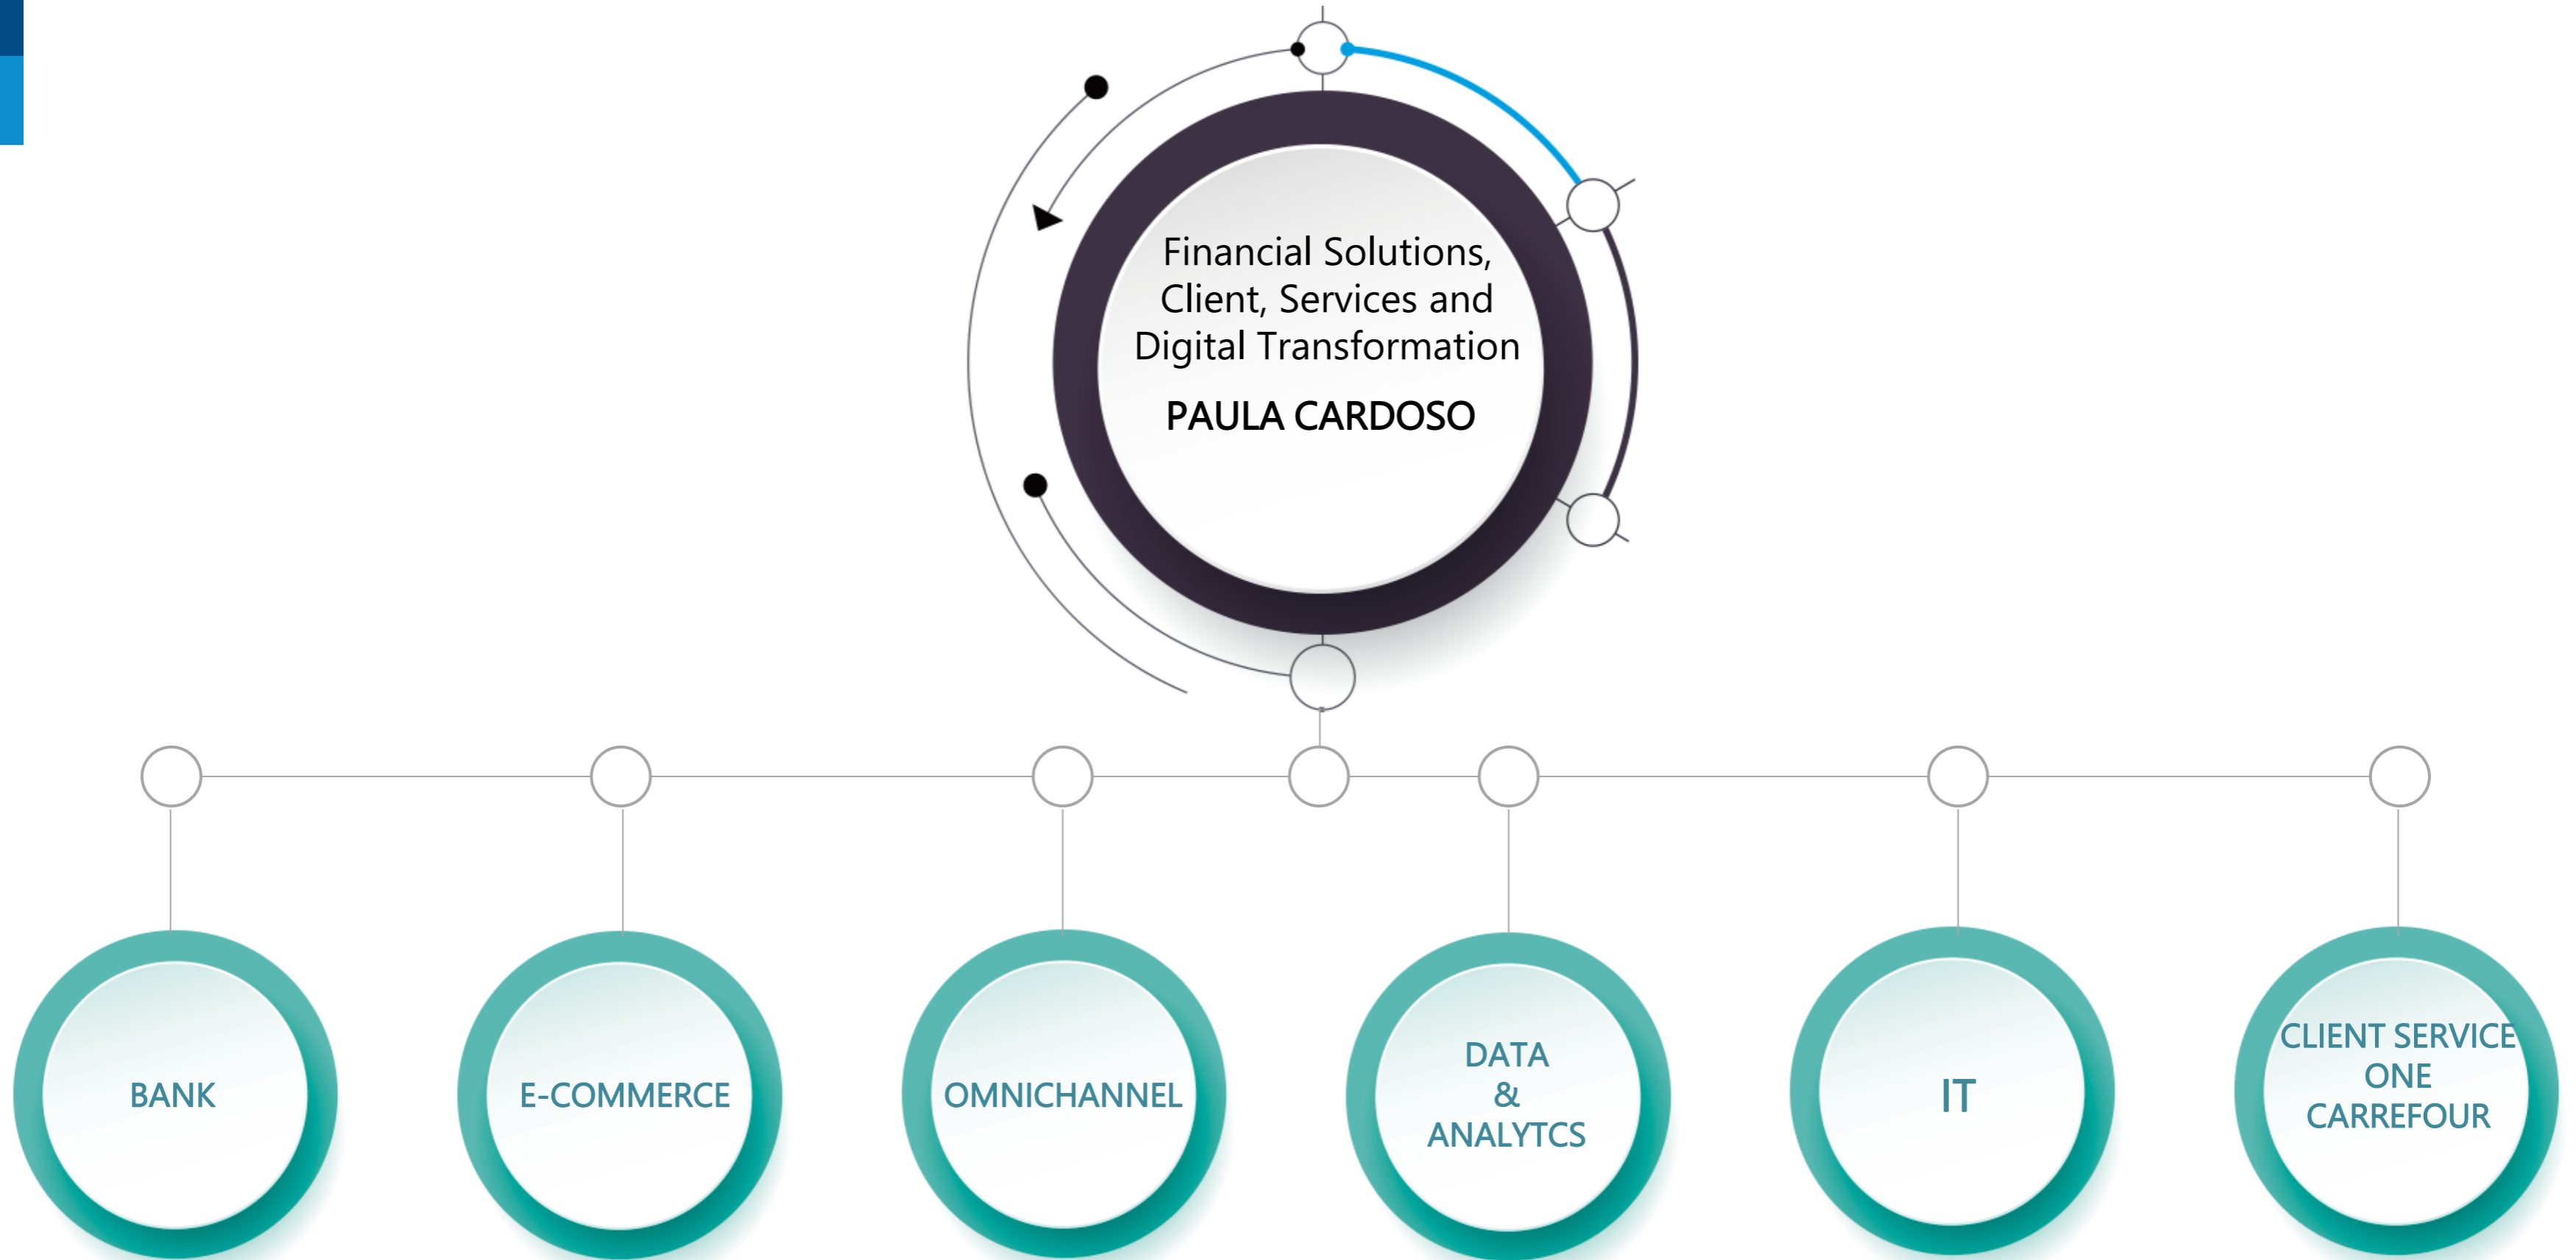 Financial Solutions,
Client, Services and
Digital Transformation
PAULA CARDOSO
BANK
E-COMMERCE
OMNICHANNEL
DATA
&
ANALYTCS
IT
CLIENT SERVICE
ONE
CARREFOUR